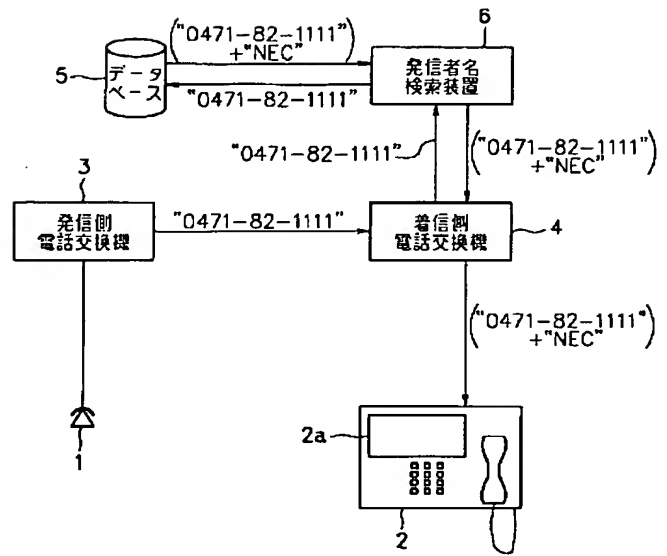 ("0471-82-1111"
+"NEC")
6
5
データ
ベース
"0471-82-1111"
発信者名
検索装置
"0471-82-1111"
("0471-82-1111"
+"NEC")
3
発信側
電話交換機
"0471-82-1111"
着信側
電話交換機
4
("0471-82-1111"
+"NEC")
1
2a
2